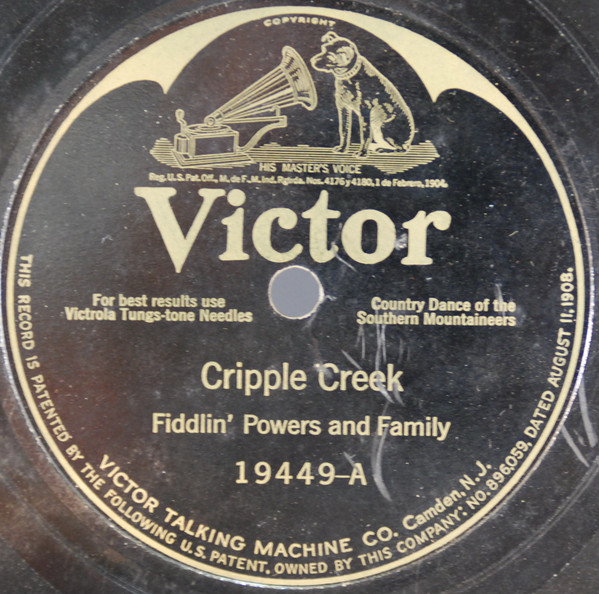 COPYRIGHT
HIS MASTER'S VOICE
Reg. U.S. Pat. Off., M. de F., M. Ind. Rgtrda. Nos. 4176 y 4180, 1 de Febrero, 1904.
Victor
For best results use
Victrola Tungs-tone Needles
Country Dance of the
Southern Mountaineers
Cripple Creek
Fiddlin' Powers and Family
19449-A
VICTOR TALKING MACHINE CO. Camden, N.J.
THIS RECORD IS PATENTED BY THE FOLLOWING U.S. PATENT, OWNED BY THIS COMPANY: NO. 896,059, DATED AUGUST 11, 1908.